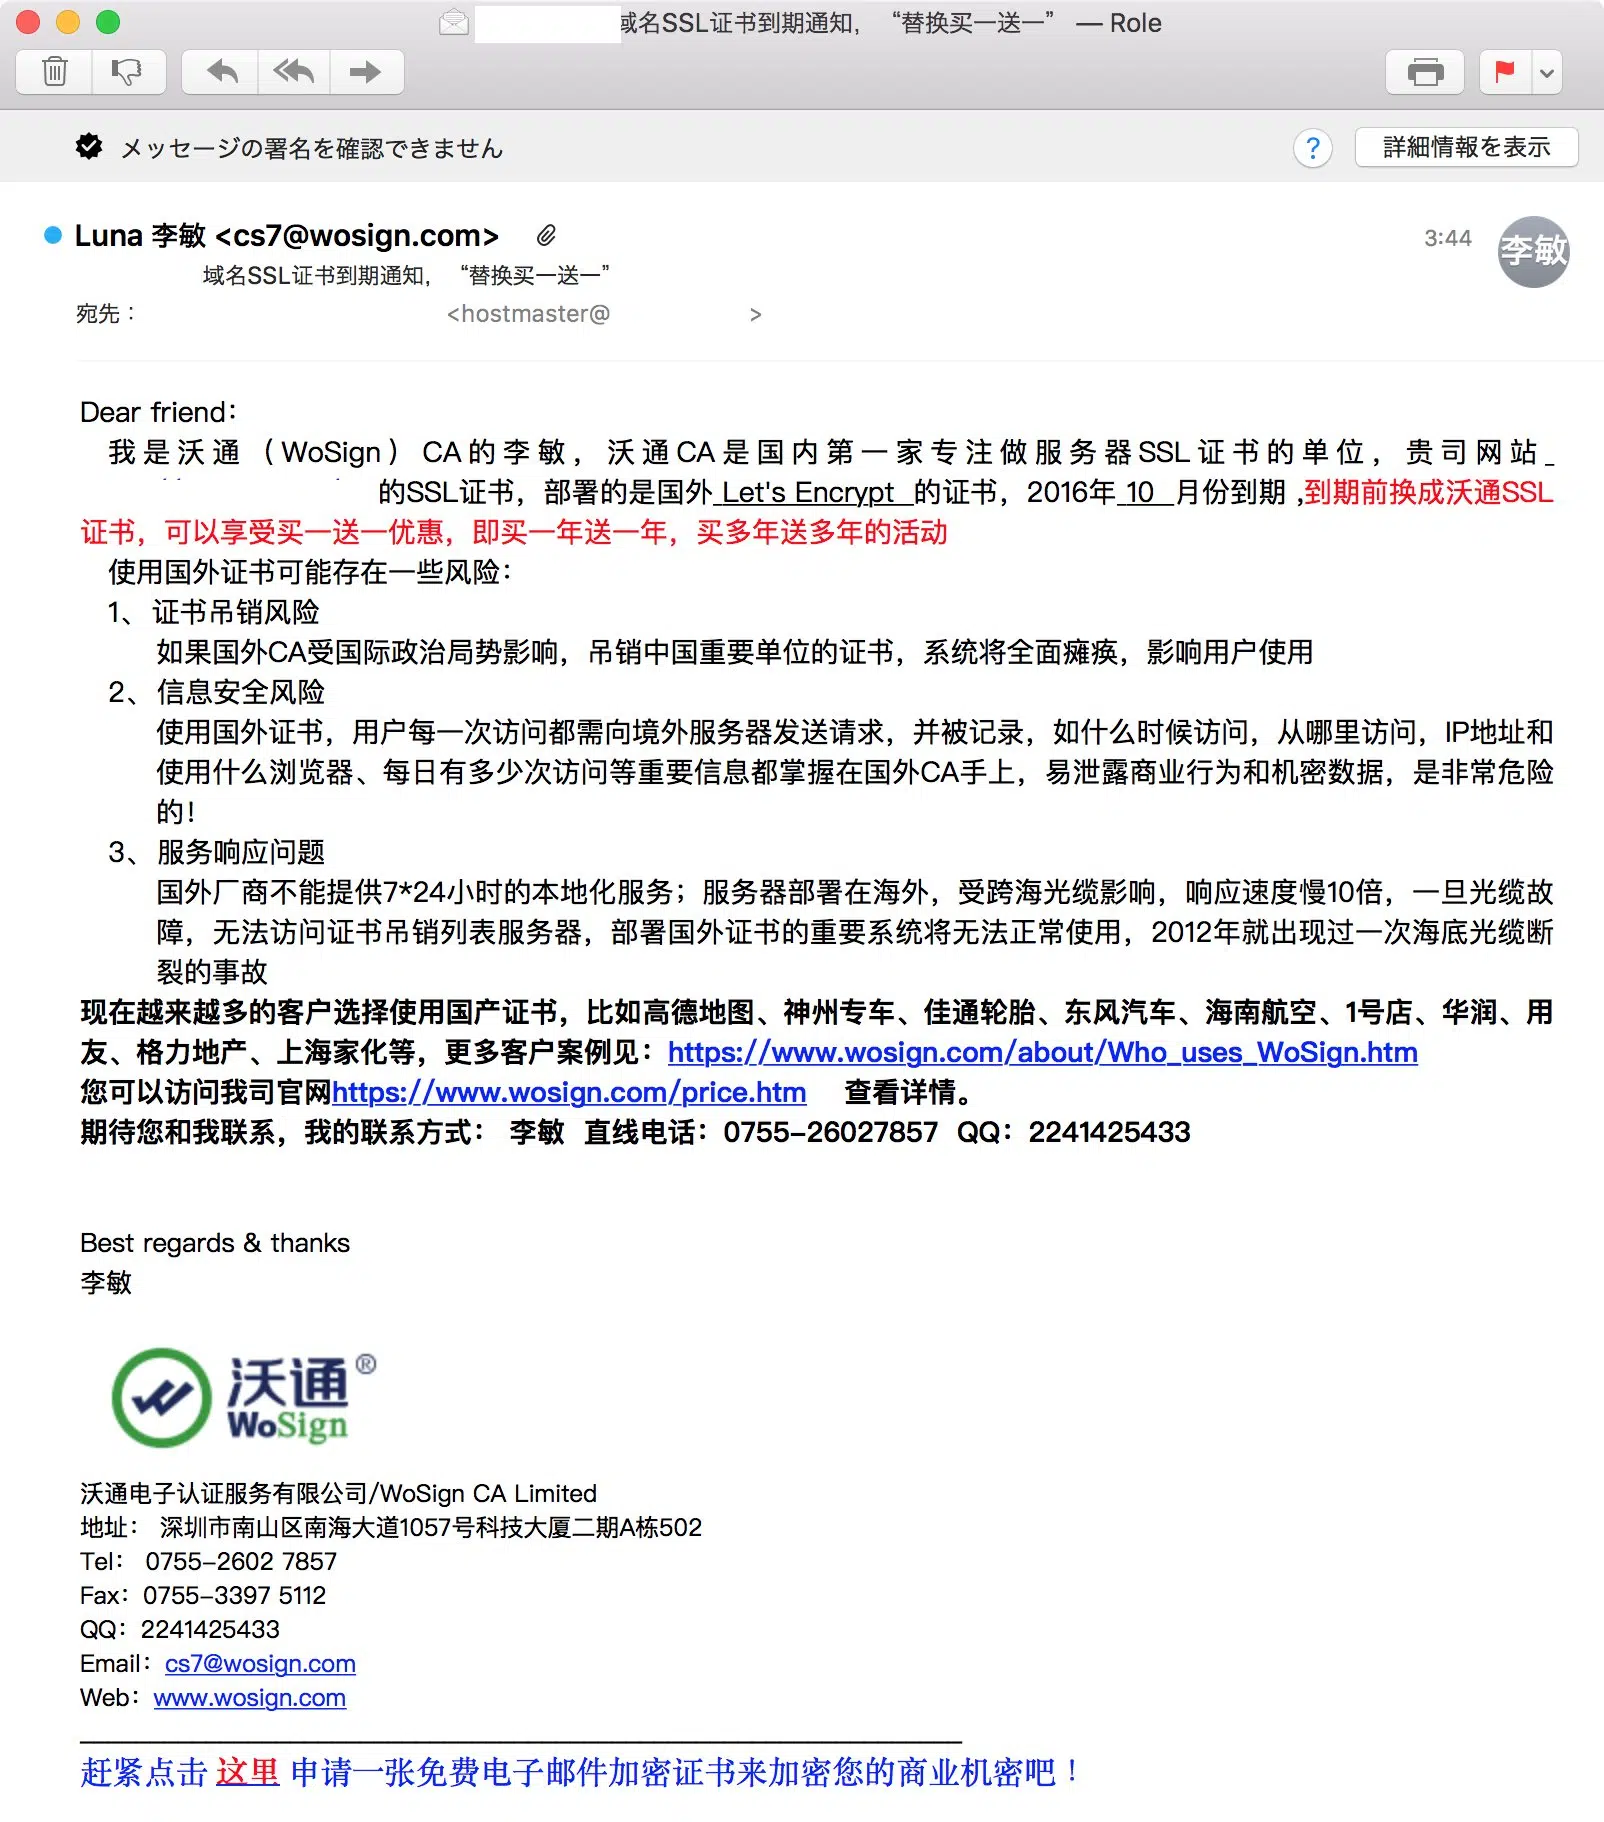 域名SSL证书到期通知，“替换买一送一” — Role
メッセージの署名を確認できません
?
詳細情報を表示
Luna 李敏 <cs7@wosign.com>
3:44
李敏
域名SSL证书到期通知，“替换买一送一”
宛先：
<hostmaster@ >
Dear friend：
我是沃通（WoSign）CA的李敏，沃通CA是国内第一家专注做服务器SSL证书的单位，贵司网站_
的SSL证书，部署的是国外 Let's Encrypt 的证书，2016年 10 月份到期 ,到期前换成沃通SSL
证书，可以享受买一送一优惠，即买一年送一年，买多年送多年的活动
使用国外证书可能存在一些风险：
1、 证书吊销风险
如果国外CA受国际政治局势影响，吊销中国重要单位的证书，系统将全面瘫痪，影响用户使用
2、 信息安全风险
使用国外证书，用户每一次访问都需向境外服务器发送请求，并被记录，如什么时候访问，从哪里访问，IP地址和
使用什么浏览器、每日有多少次访问等重要信息都掌握在国外CA手上，易泄露商业行为和机密数据，是非常危险
的！
3、 服务响应问题
国外厂商不能提供7*24小时的本地化服务；服务器部署在海外，受跨海光缆影响，响应速度慢10倍，一旦光缆故
障，无法访问证书吊销列表服务器，部署国外证书的重要系统将无法正常使用，2012年就出现过一次海底光缆断
裂的事故
现在越来越多的客户选择使用国产证书，比如高德地图、神州专车、佳通轮胎、东风汽车、海南航空、1号店、华润、用
友、格力地产、上海家化等，更多客户案例见：https://www.wosign.com/about/Who_uses_WoSign.htm
您可以访问我司官网https://www.wosign.com/price.htm 查看详情。
期待您和我联系，我的联系方式： 李敏 直线电话：0755-26027857 QQ：2241425433
Best regards & thanks
李敏
沃通®
WoSign
沃通电子认证服务有限公司/WoSign CA Limited
地址： 深圳市南山区南海大道1057号科技大厦二期A栋502
Tel： 0755-2602 7857
Fax：0755-3397 5112
QQ：2241425433
Email：cs7@wosign.com
Web：www.wosign.com
赶紧点击 这里 申请一张免费电子邮件加密证书来加密您的商业机密吧！